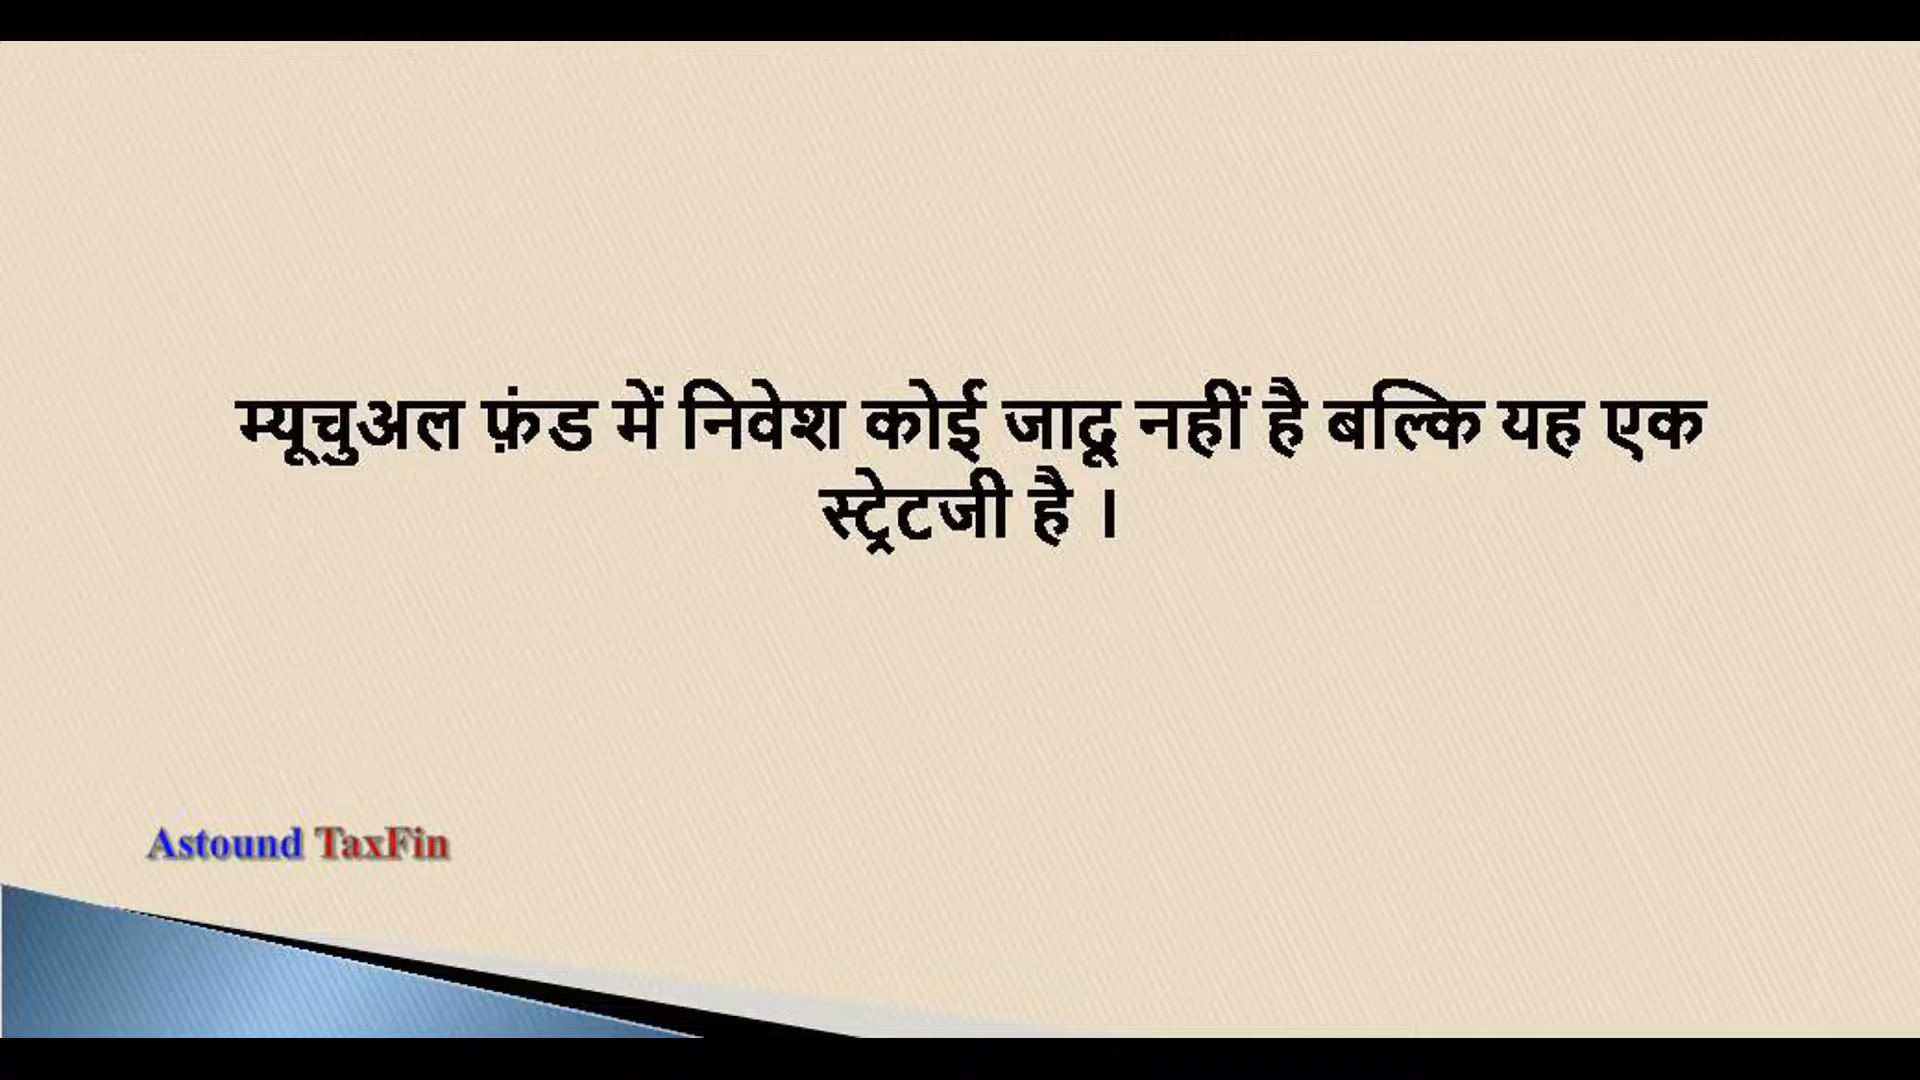 म्यूचुअल फ़ंड में निवेश कोई जादू नहीं है बल्कि यह एक
स्ट्रेटजी है ।
Astound TaxFin